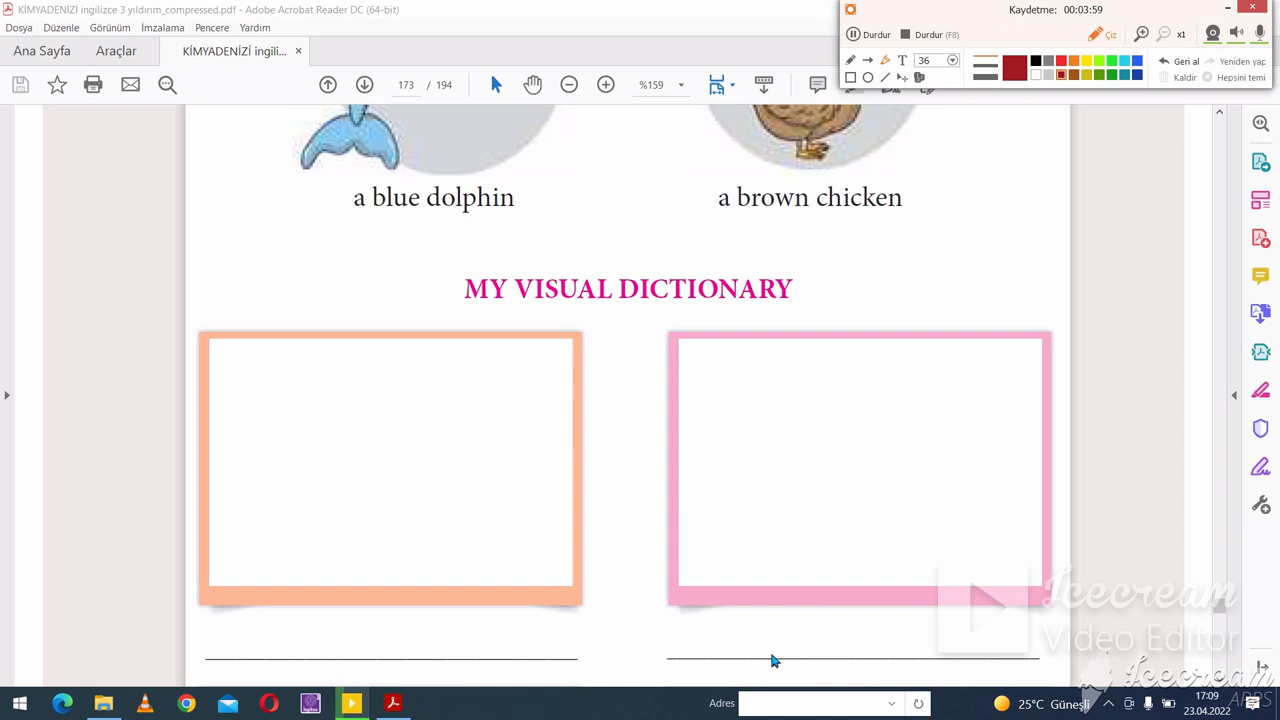 KİMYADENİZİ ingilizce 3 yıldırım_compressed.pdf - Adobe Acrobat Reader DC (64-bit)
Dosya Düzenle Görünüm İmzalama Pencere Yardım
Ana Sayfa Araçlar KİMYADENİZİ ingili... ×
173 / 194 %159
Kaydetme: 00:03:59
Durdur Durdur (F8) Çiz x1
T 36 Geri al Yeniden yap
Kaldır Hepsini temi
a blue dolphin a brown chicken
MY VISUAL DICTIONARY
Icecream
Video Editor
Icecream
APPS
Adres 25°C Güneşli 17:09
23.04.2022